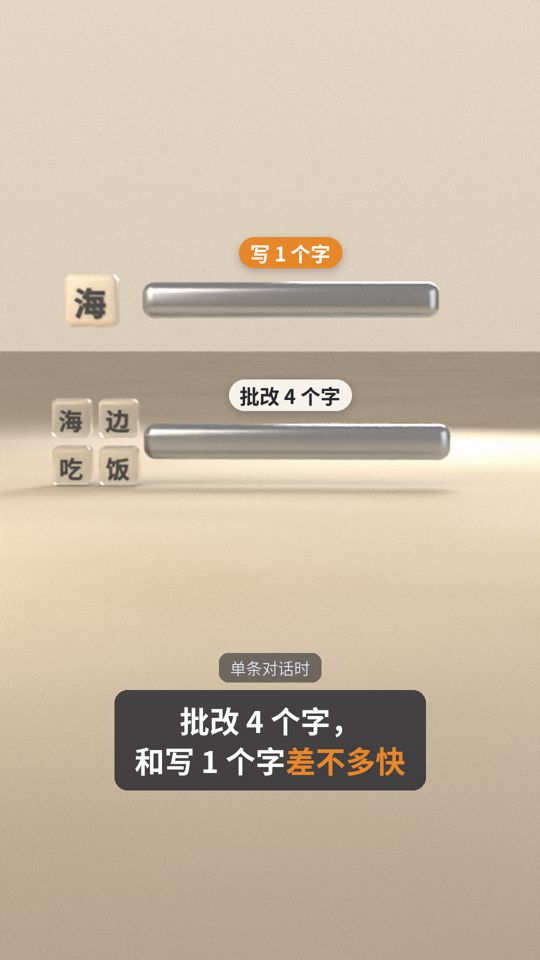 写 1 个字
海
批改 4 个字
海 边
吃 饭
单条对话时
批改 4 个字，
和写 1 个字差不多快